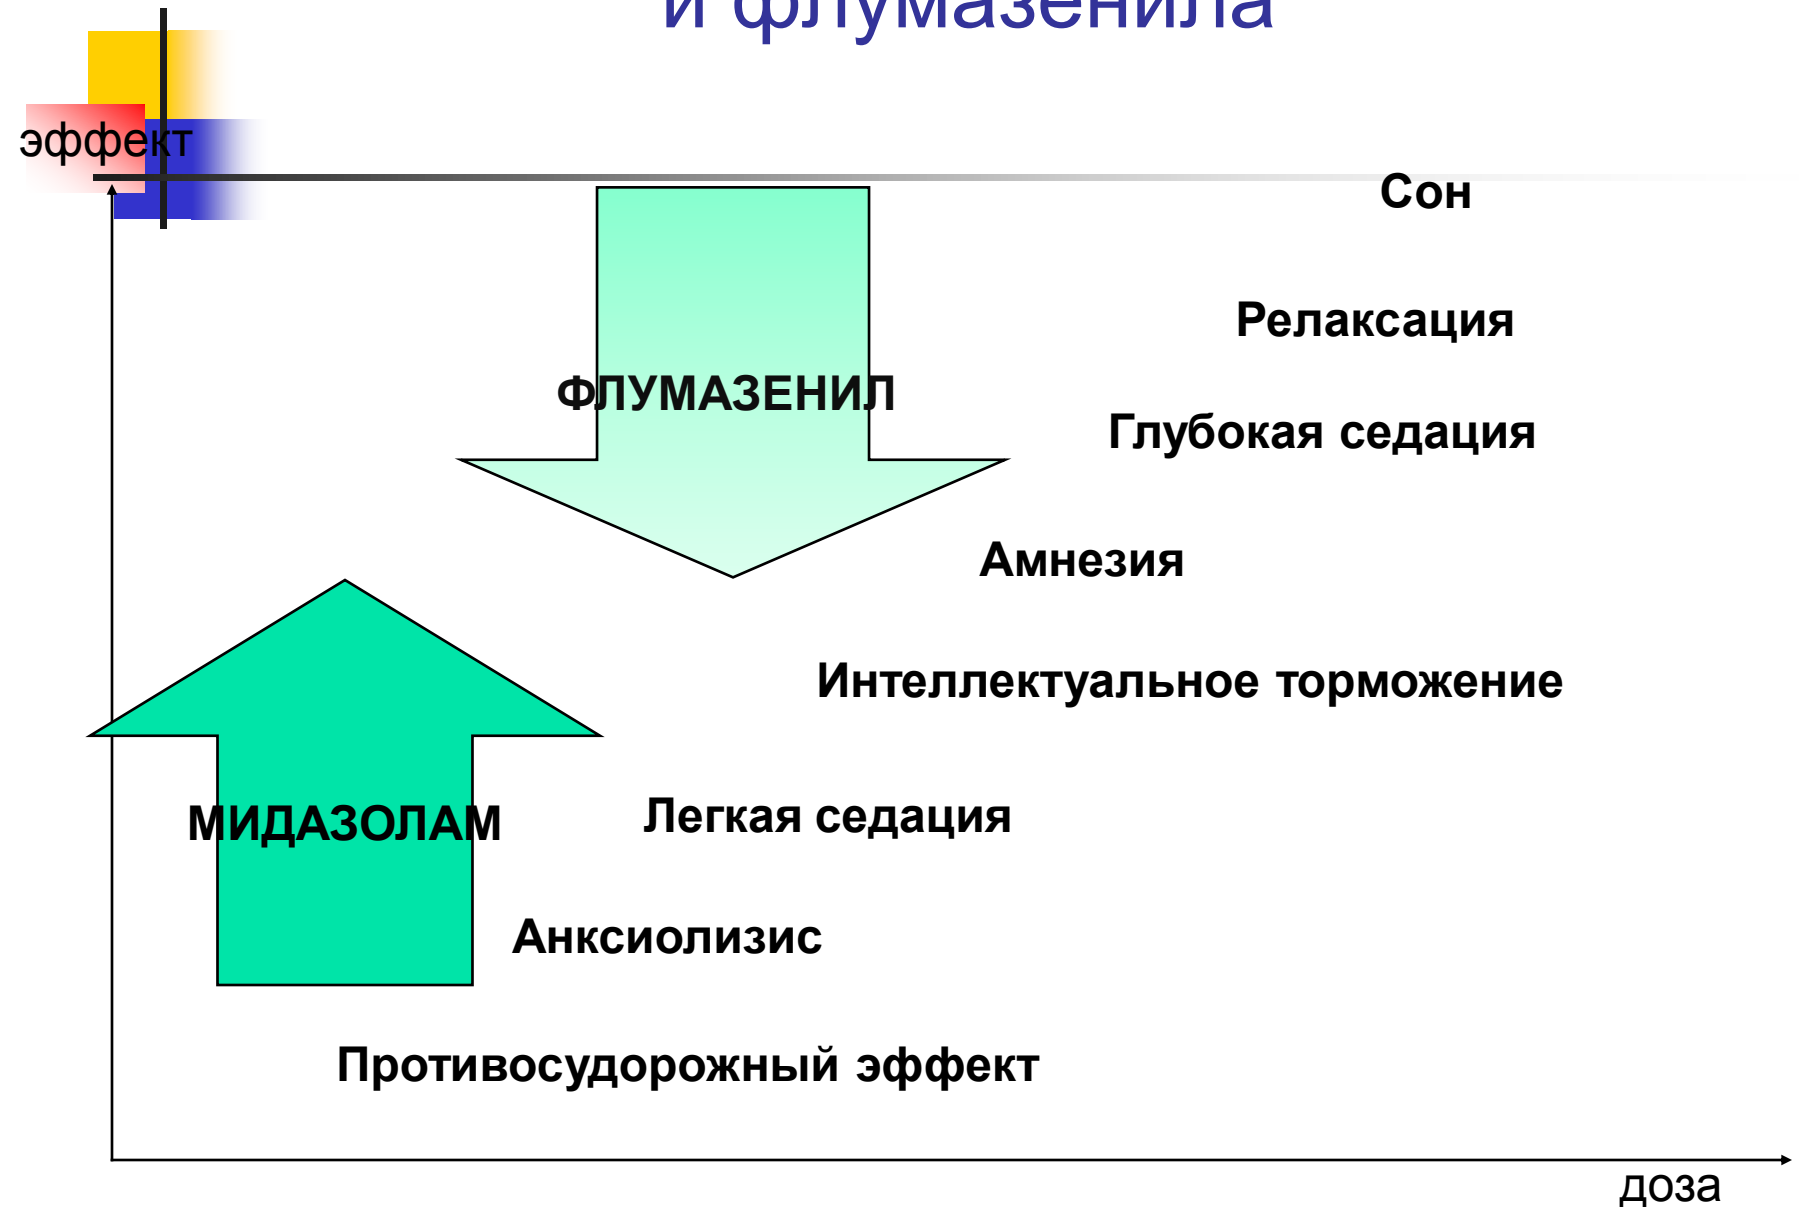 и флумазенила
эффект
Сон
Релаксация
ФЛУМАЗЕНИЛ
Глубокая седация
Амнезия
Интеллектуальное торможение
МИДАЗОЛАМ
Легкая седация
Анксиолизис
Противосудорожный эффект
доза